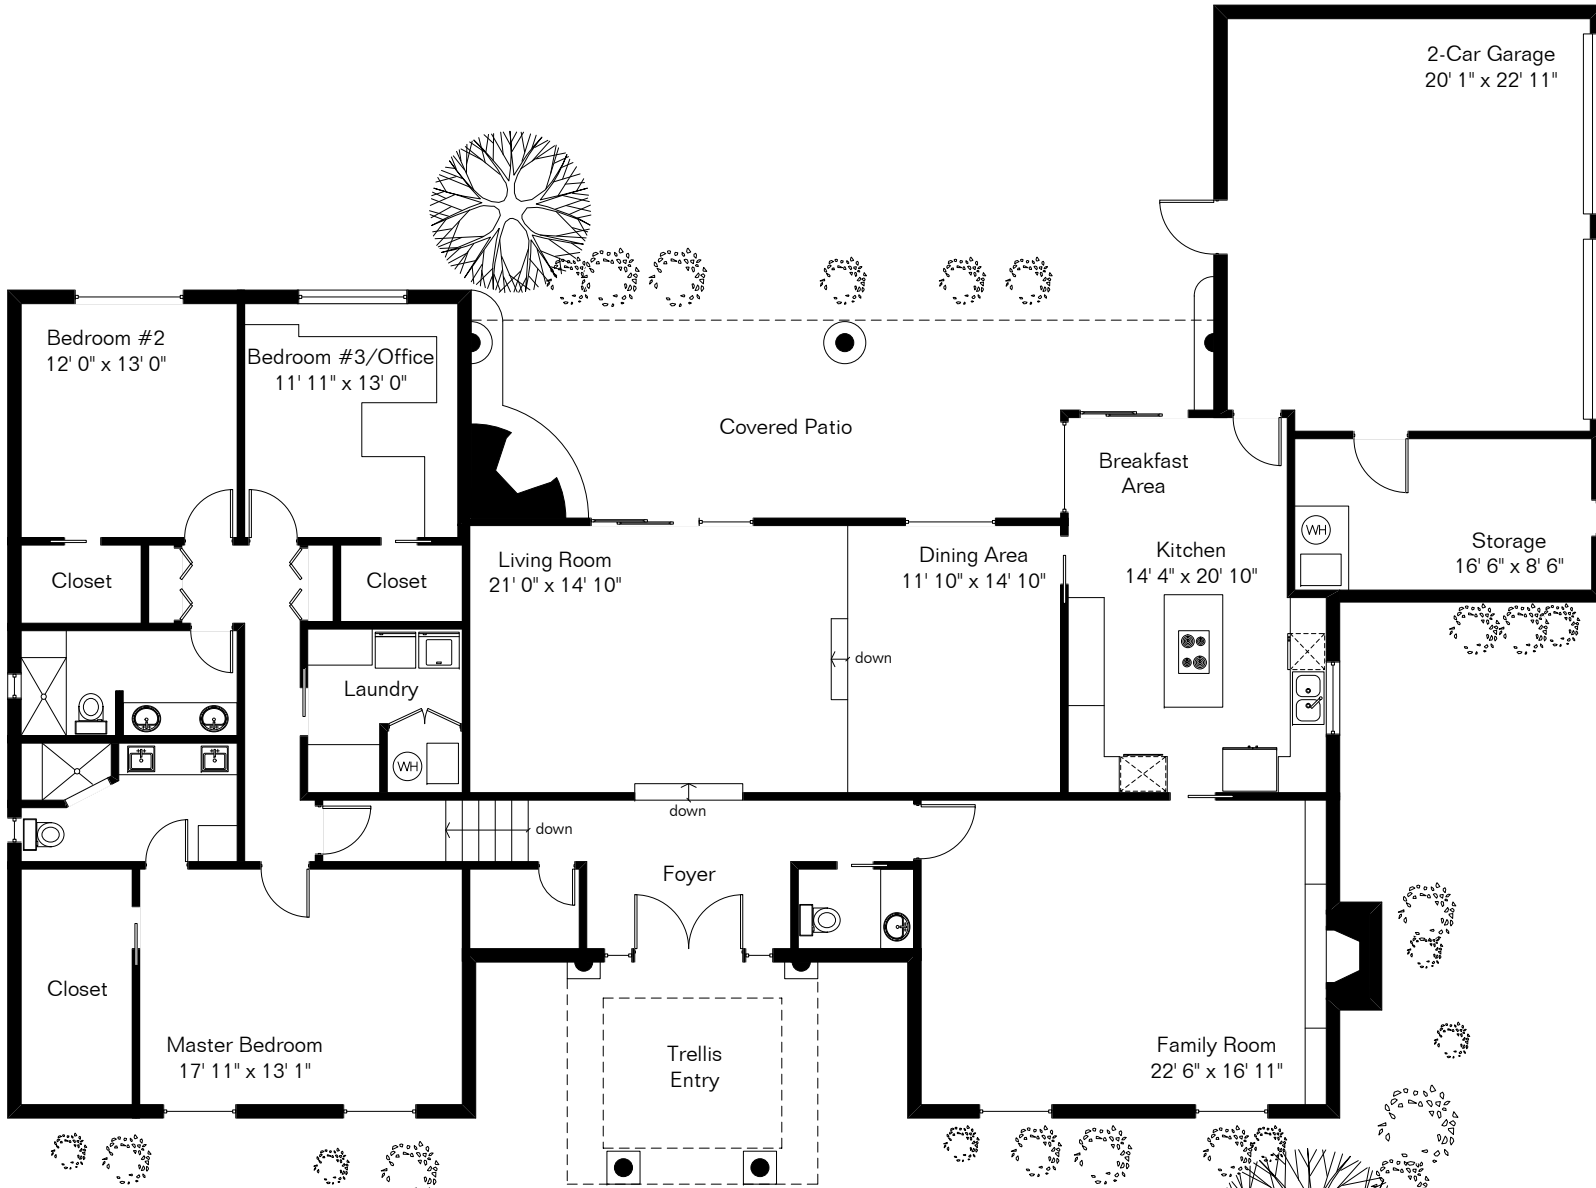 2-Car Garage
20' 1" x 22' 11"
Bedroom #2
12' 0" x 13' 0"
Bedroom #3/Office
11' 11" x 13' 0"
Covered Patio
Breakfast
Area
Living Room
21' 0" x 14' 10"
Dining Area
11' 10" x 14' 10"
Kitchen
14' 4" x 20' 10"
WH
Storage
16' 6" x 8' 6"
Closet
Closet
down
Laundry
WH
down
down
Foyer
Closet
Master Bedroom
17' 11" x 13' 1"
Trellis
Entry
Family Room
22' 6" x 16' 11"